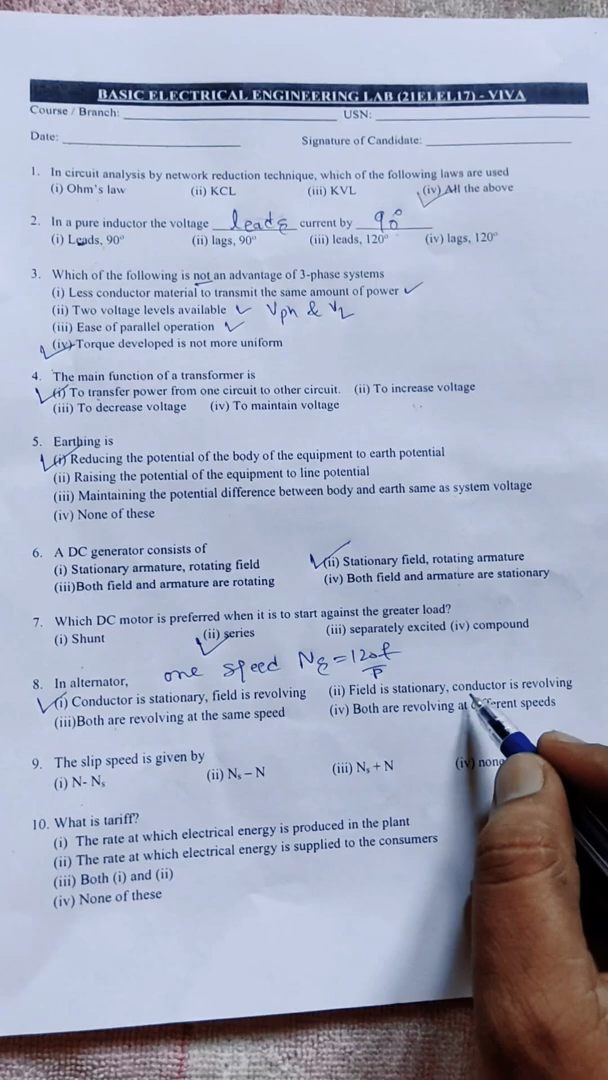 BASIC ELECTRICAL ENGINEERING LAB (21ELEL17) - VIVA
Course / Branch: USN:
Date: Signature of Candidate:
1. In circuit analysis by network reduction technique, which of the following laws are used
(i) Ohm's law (ii) KCL (iii) KVL (iv) All the above
2. In a pure inductor the voltage leads current by 90°
(i) Leads, 90° (ii) lags, 90° (iii) leads, 120° (iv) lags, 120°
3. Which of the following is not an advantage of 3-phase systems
(i) Less conductor material to transmit the same amount of power
(ii) Two voltage levels available Vph & VL
(iii) Ease of parallel operation
(iv) Torque developed is not more uniform
4. The main function of a transformer is
(i) To transfer power from one circuit to other circuit. (ii) To increase voltage
(iii) To decrease voltage (iv) To maintain voltage
5. Earthing is
(i) Reducing the potential of the body of the equipment to earth potential
(ii) Raising the potential of the equipment to line potential
(iii) Maintaining the potential difference between body and earth same as system voltage
(iv) None of these
6. A DC generator consists of
(i) Stationary armature, rotating field (ii) Stationary field, rotating armature
(iii)Both field and armature are rotating (iv) Both field and armature are stationary
7. Which DC motor is preferred when it is to start against the greater load?
(i) Shunt (ii) series (iii) separately excited (iv) compound
one speed NS = 120f/P
8. In alternator,
(i) Conductor is stationary, field is revolving (ii) Field is stationary, conductor is revolving
(iii)Both are revolving at the same speed (iv) Both are revolving at speeds
9. The slip speed is given by
(i) N- Ns (ii) Ns – N (iii) Ns + N (iv)
10. What is tariff?
(i) The rate at which electrical energy is produced in the plant
(ii) The rate at which electrical energy is supplied to the consumers
(iii) Both (i) and (ii)
(iv) None of these